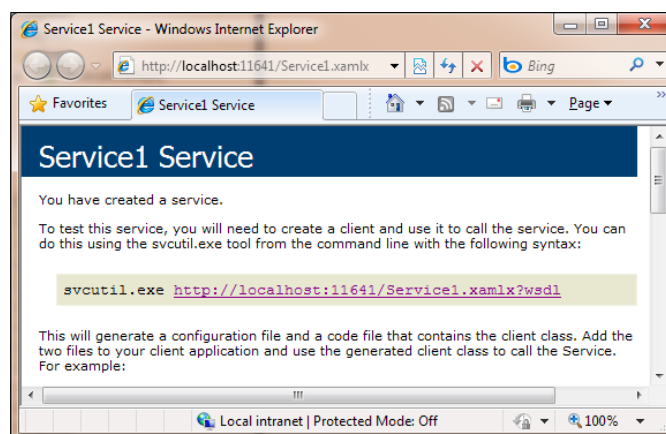 Service1 Service - Windows Internet Explorer
http://localhost:11641/Service1.xamlx Bing
Favorites Service1 Service Page
Service1 Service
You have created a service.
To test this service, you will need to create a client and use it to call the service. You can
do this using the svcutil.exe tool from the command line with the following syntax:
svcutil.exe http://localhost:11641/Service1.xamlx?wsdl
This will generate a configuration file and a code file that contains the client class. Add the
two files to your client application and use the generated client class to call the Service.
For example:
Local intranet | Protected Mode: Off 100%